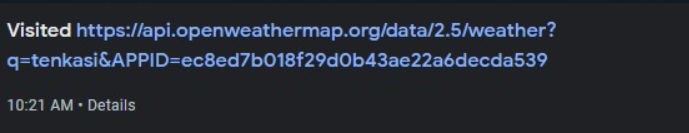 Visited https://api.openweathermap.org/data/2.5/weather?
q=tenkasi&APPID=ec8ed7b018f29d0b43ae22a6decda539
10:21 AM • Details